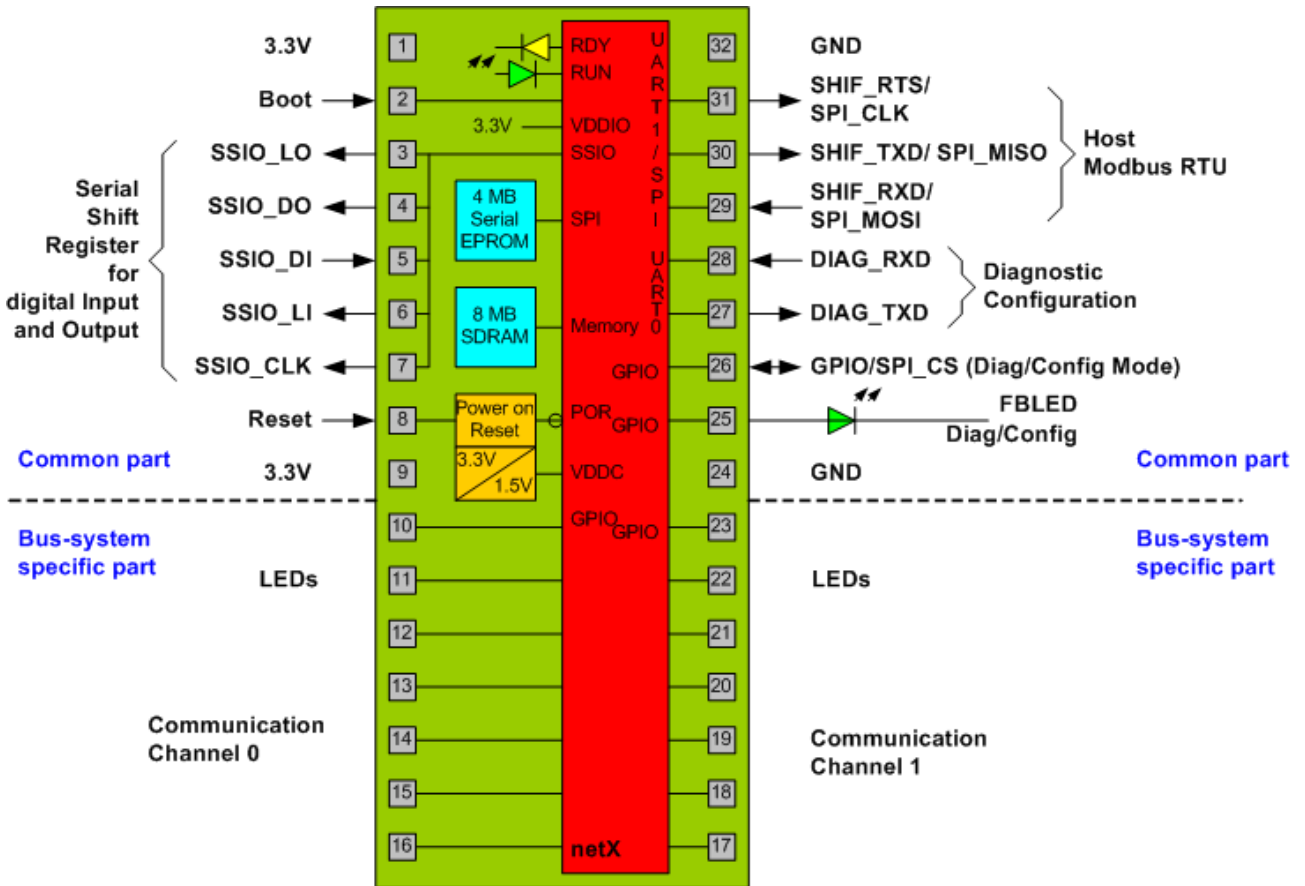 3.3V
Boot
SSIO_LO
SSIO_DO
SSIO_DI
SSIO_LI
SSIO_CLK
Reset
3.3V
Serial
Shift
Register
for
digital Input
and Output
Common part
Bus-system
specific part
LEDs
Communication
Channel 0
1
2
3
4
5
6
7
8
9
10
11
12
13
14
15
16
3.3V
4 MB
Serial
EPROM
8 MB
SDRAM
Power on
Reset
3.3V
1.5V
RDY
RUN
VDDIO
SSIO
SPI
Memory
GPIO
POR
GPIO
VDDC
GPIO
GPIO
netX
UART1/SPI
UART0
32
31
30
29
28
27
26
25
24
23
22
21
20
19
18
17
GND
SHIF_RTS/
SPI_CLK
SHIF_TXD/ SPI_MISO
SHIF_RXD/
SPI_MOSI
Host
Modbus RTU
DIAG_RXD
DIAG_TXD
Diagnostic
Configuration
GPIO/SPI_CS (Diag/Config Mode)
FBLED
Diag/Config
GND
Common part
Bus-system
specific part
LEDs
Communication
Channel 1